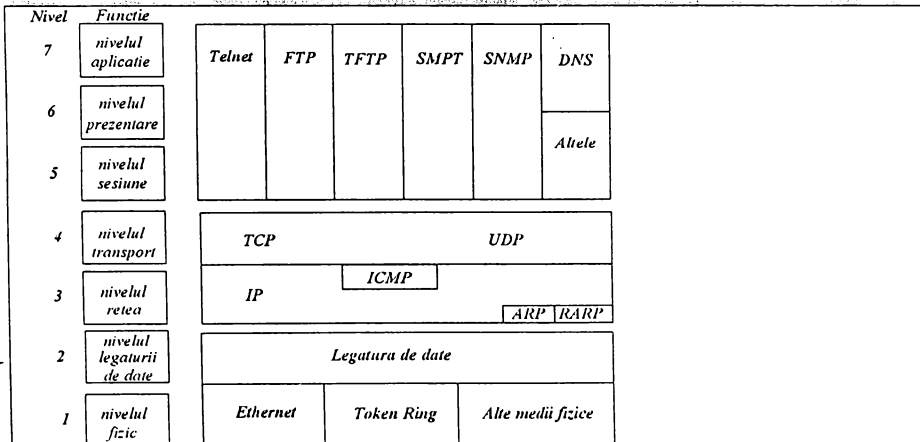 Nivel Functie
7 nivelul aplicatie
Telnet FTP TFTP SMPT SNMP DNS
6 nivelul prezentare
Altele
5 nivelul sesiune
4 nivelul transport
TCP UDP
ICMP
3 nivelul retea
IP
ARP RARP
2 nivelul legaturii de date
Legatura de date
1 nivelul fizic
Ethernet Token Ring Alte medii fizice